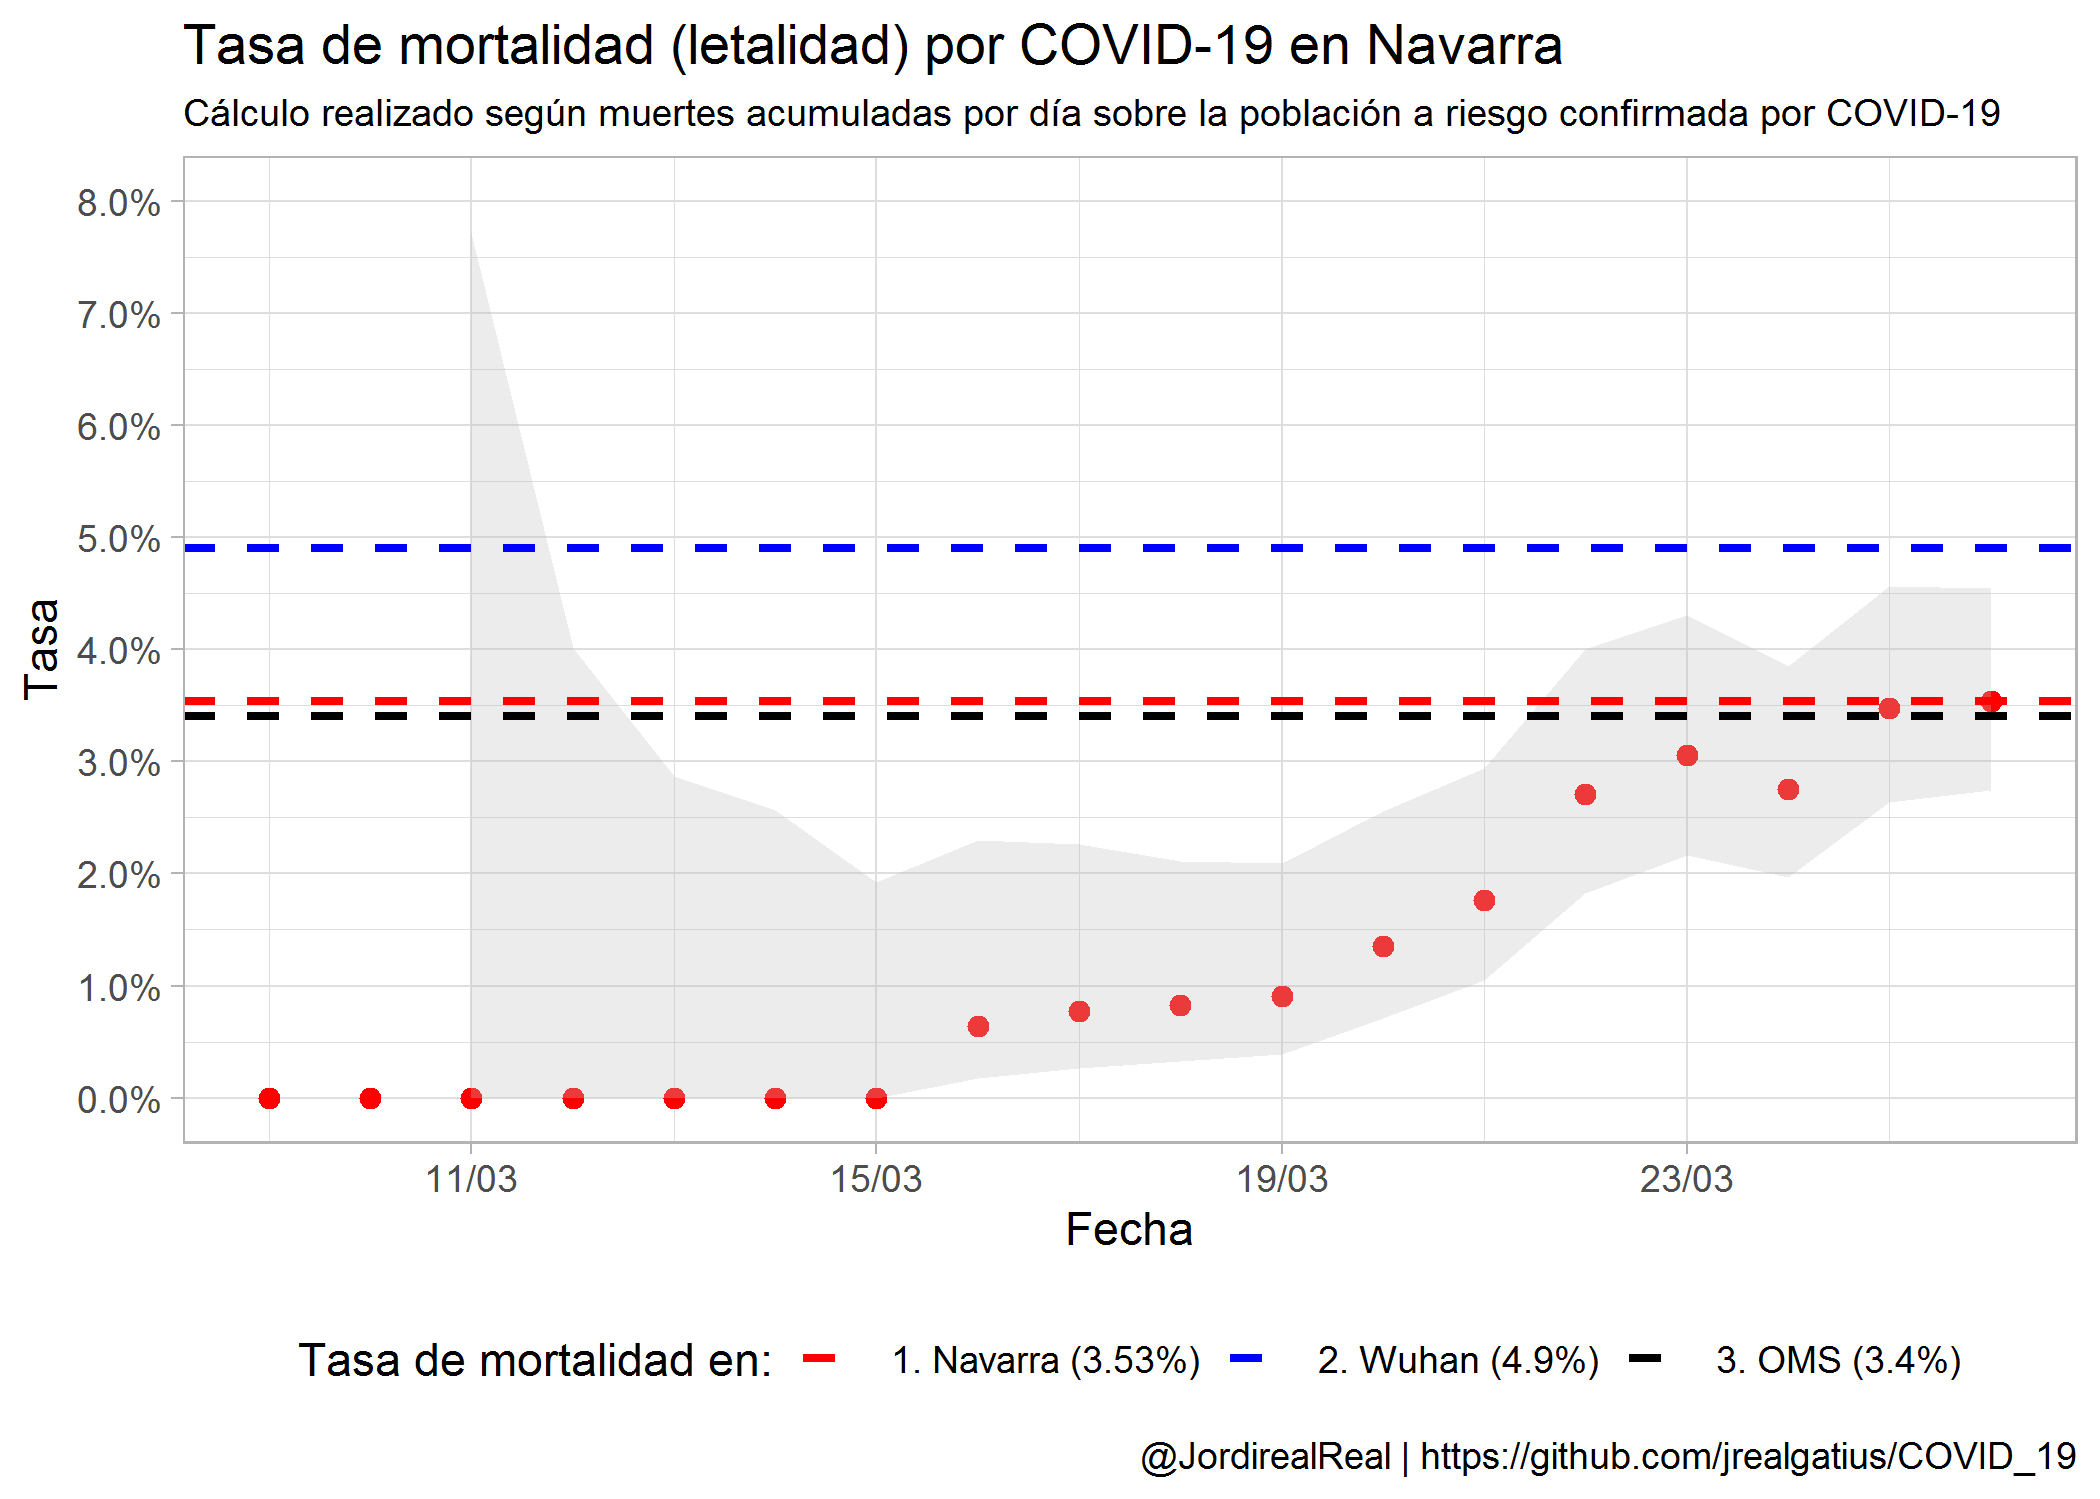 Tasa de mortalidad (letalidad) por COVID-19 en Navarra
Cálculo realizado según muertes acumuladas por día sobre la población a riesgo confirmada por COVID-19
8.0%
7.0%
6.0%
5.0%
4.0%
3.0%
2.0%
1.0%
0.0%
Tasa
11/03 15/03 19/03 23/03
Fecha
Tasa de mortalidad en: 1. Navarra (3.53%) 2. Wuhan (4.9%) 3. OMS (3.4%)
@JordirealReal | https://github.com/jrealgatius/COVID_19